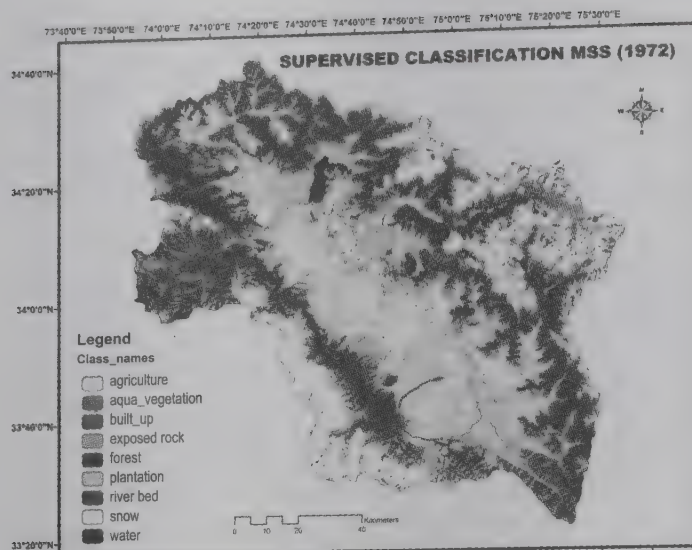 73°40'0"E 73°50'0"E 74°0'0"E 74°10'0"E 74°20'0"E 74°30'0"E 74°40'0"E 74°50'0"E 75°0'0"E 75°10'0"E 75°20'0"E 75°30'0"E
SUPERVISED CLASSIFICATION MSS (1972)
34°40'0"N
N
W E
S
34°20'0"N
34°0'0"N
33°40'0"N
33°20'0"N
Legend
Class_names
agriculture
aqua_vegetation
built_up
exposed rock
forest
plantation
river bed
snow
water
Kilometers
0 10 20 40